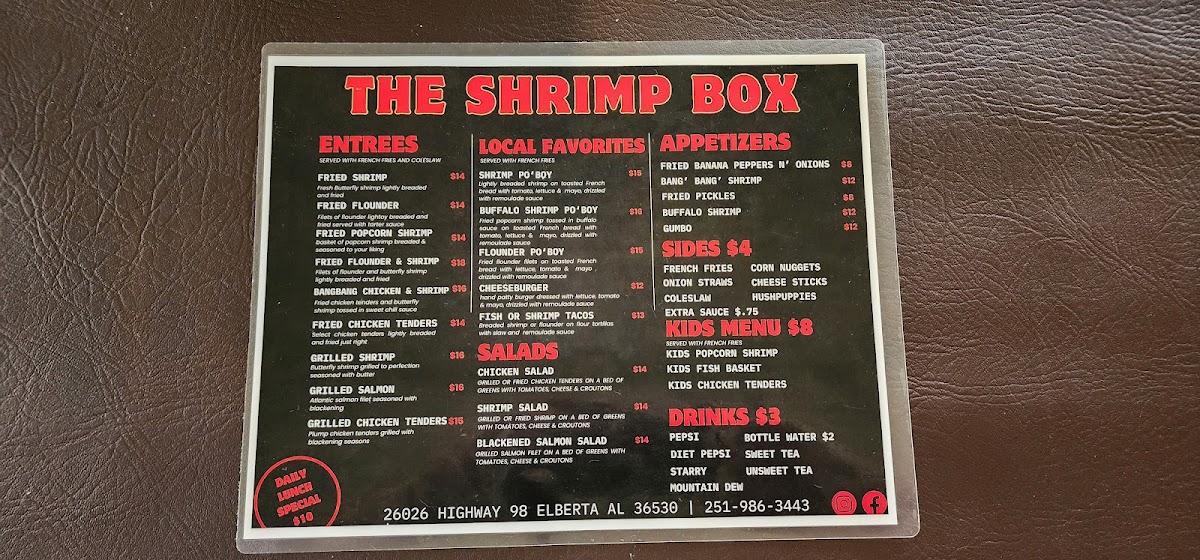 THE SHRIMP BOX
ENTREES
SERVED WITH FRENCH FRIES AND COLESLAW
FRIED SHRIMP $14
Fresh Butterfly shrimp lightly breaded
and fried
FRIED FLOUNDER $14
Filets of flounder lightoy breaded and
fried served with tarter sauce
FRIED POPCORN SHRIMP $14
basket of popcorn shrimp breaded &
seasoned to your liking
FRIED FLOUNDER & SHRIMP
Filets of flounder and butterfly shrimp
lightly breaded and fried
BANGBANG CHICKEN & SHRIMP $16
Fried chicken tenders and butterfly
shrimp tossed in sweet chili sauce
FRIED CHICKEN TENDERS $14
Select chicken tenders lightly breaded
and fried just right
GRILLED SHRIMP $16
Butterfly shrimp grilled to perfection
seasoned with butter
GRILLED SALMON
Atlantic salmon filet seasoned with
blackening
GRILLED CHICKEN TENDERS $15
Plump chicken tenders grilled with
blackening seasons
DAILY
LUNCH
SPECIAL
$10
LOCAL FAVORITES
SERVED WITH FRENCH FRIES
SHRIMP PO'BOY $15
Lightly breaded shrimp on toasted French
bread with tomato, lettuce & mayo, drizzled
with remoulade sauce
BUFFALO SHRIMP PO'BOY $16
Fried popcorn shrimp tossed in buffalo
sauce on toasted French bread with
tomato, lettuce & mayo, drizzled with
remoulade sauce
FLOUNDER PO'BOY $15
Fried flounder filets on toasted French
bread with lettuce, tomato & mayo
drizzled with remoulade sauce
CHEESEBURGER $12
hand patty burger dressed with lettuce, tomato
& mayo, drizzled with remoulade sauce
FISH OR SHRIMP TACOS $13
Breaded shrimp or flounder on flour tortillas
with slaw and remoulade sauce
SALADS
CHICKEN SALAD $14
GRILLED OR FRIED CHICKEN TENDERS ON A BED OF
GREENS WITH TOMATOES, CHEESE & CROUTONS
SHRIMP SALAD $14
GRILLED OR FRIED SHRIMP ON A BED OF GREENS
WITH TOMATOES, CHEESE & CROUTONS
BLACKENED SALMON SALAD $14
GRILLED SALMON FILET ON A BED OF GREENS WITH
TOMATOES, CHEESE & CROUTONS
APPETIZERS
FRIED BANANA PEPPERS N' ONIONS $8
BANG' BANG' SHRIMP $12
FRIED PICKLES $8
BUFFALO SHRIMP $12
GUMBO $12
SIDES $4
FRENCH FRIES CORN NUGGETS
ONION STRAWS CHEESE STICKS
COLESLAW HUSHPUPPIES
EXTRA SAUCE $.75
KIDS MENU $8
SERVED WITH FRENCH FRIES
KIDS POPCORN SHRIMP
KIDS FISH BASKET
KIDS CHICKEN TENDERS
DRINKS $3
PEPSI BOTTLE WATER $2
DIET PEPSI SWEET TEA
STARRY UNSWEET TEA
MOUNTAIN DEW
26026 HIGHWAY 98 ELBERTA AL 36530 | 251-986-3443